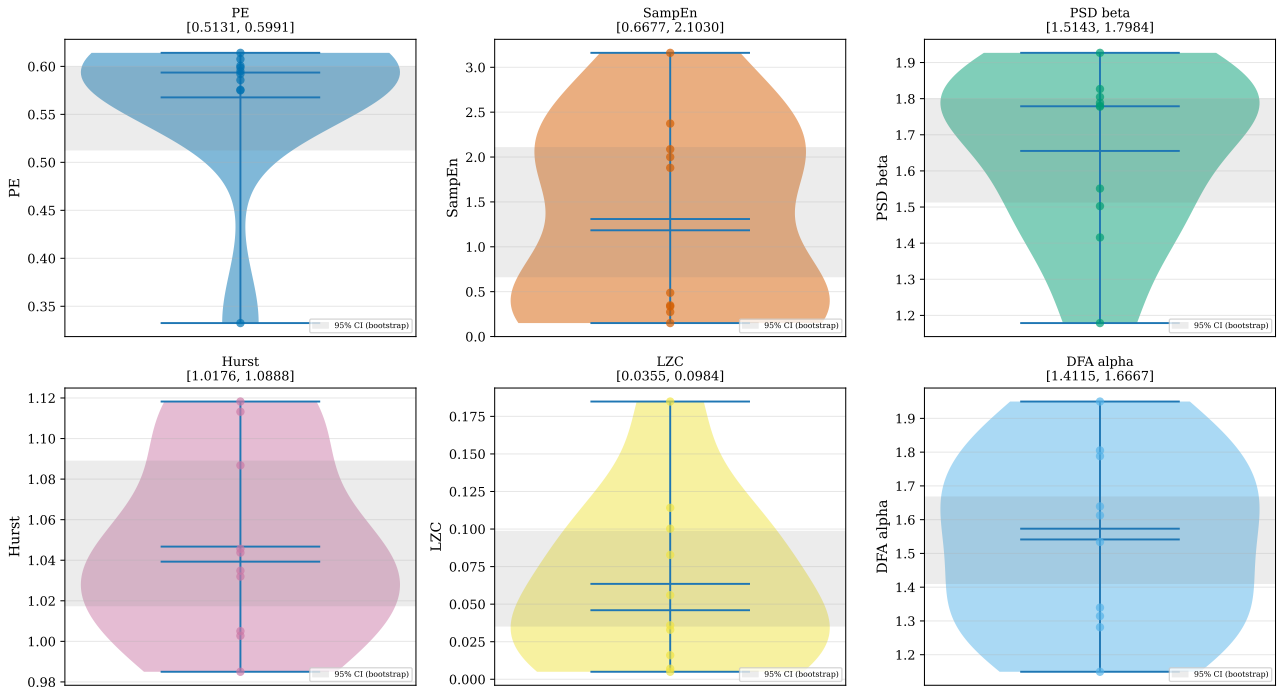 PE
[0.5131, 0.5991]
PE
0.60
0.55
0.50
0.45
0.40
0.35
95% CI (bootstrap)
SampEn
[0.6677, 2.1030]
SampEn
3.0
2.5
2.0
1.5
1.0
0.5
0.0
95% CI (bootstrap)
PSD beta
[1.5143, 1.7984]
PSD beta
1.9
1.8
1.7
1.6
1.5
1.4
1.3
1.2
95% CI (bootstrap)
Hurst
[1.0176, 1.0888]
Hurst
1.12
1.10
1.08
1.06
1.04
1.02
1.00
0.98
95% CI (bootstrap)
LZC
[0.0355, 0.0984]
LZC
0.175
0.150
0.125
0.100
0.075
0.050
0.025
0.000
95% CI (bootstrap)
DFA alpha
[1.4115, 1.6667]
DFA alpha
1.9
1.8
1.7
1.6
1.5
1.4
1.3
1.2
95% CI (bootstrap)